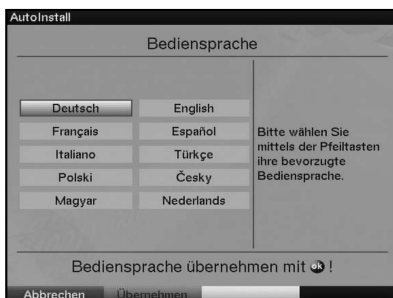 AutoInstall
Bediensprache
Deutsch English
Français Español
Italiano Türkçe
Polski Česky
Magyar Nederlands
Bitte wählen Sie
mittels der Pfeiltasten
ihre bevorzugte
Bediensprache.
Bediensprache übernehmen mit ok !
Abbrechen Übernehmen